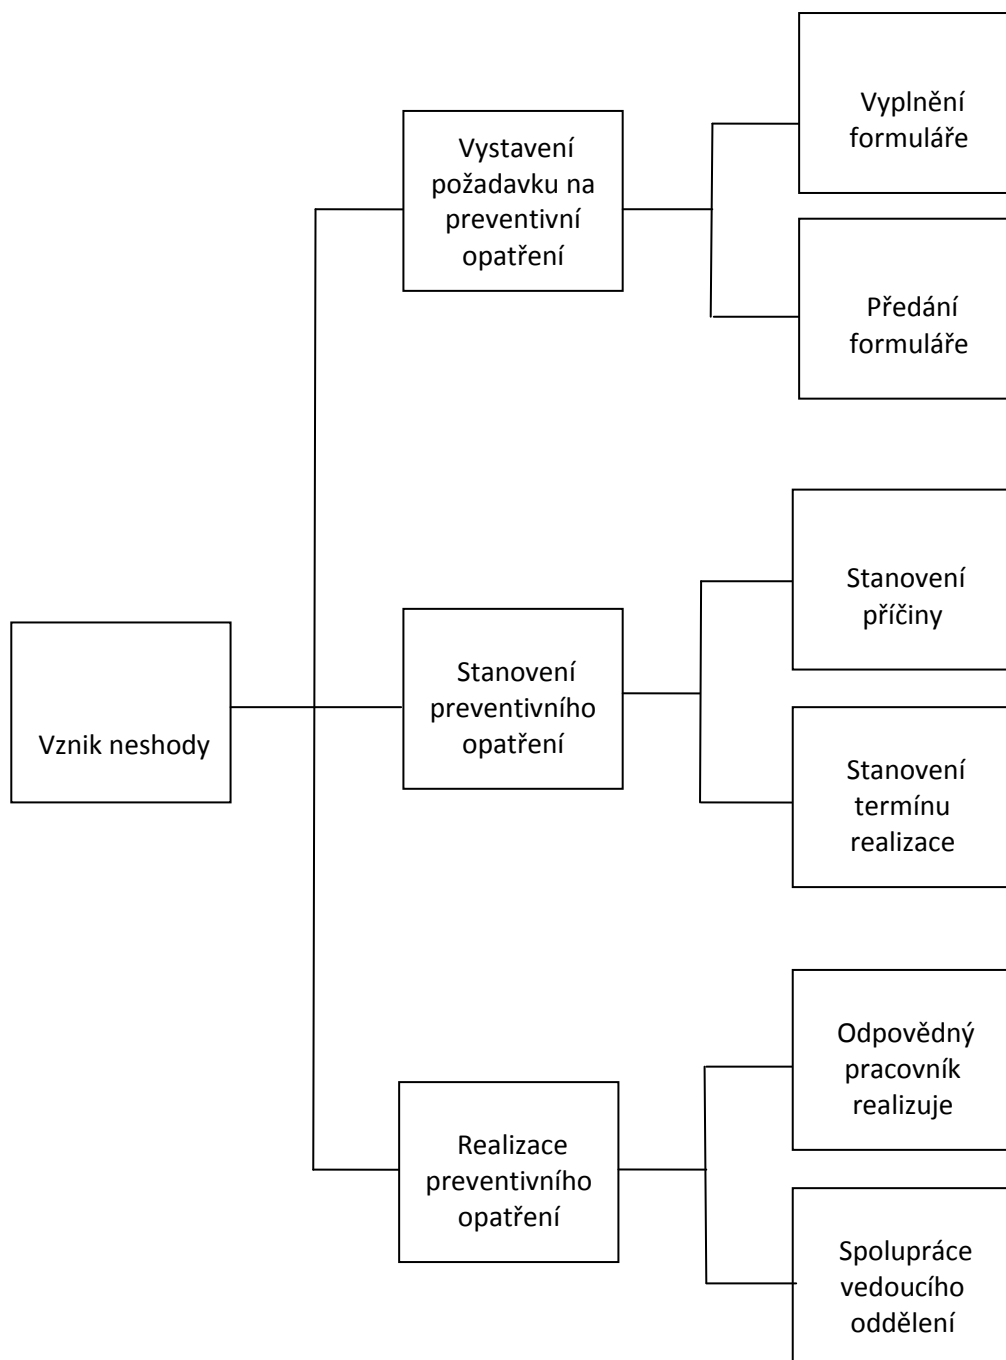 Vyplnění
formuláře
Vystavení
požadavku na
preventivní
opatření
Předání
formuláře
Stanovení
příčiny
Vznik neshody
Stanovení
preventivního
opatření
Stanovení
termínu
realizace
Odpovědný
pracovník
realizuje
Realizace
preventivního
opatření
Spolupráce
vedoucího
oddělení